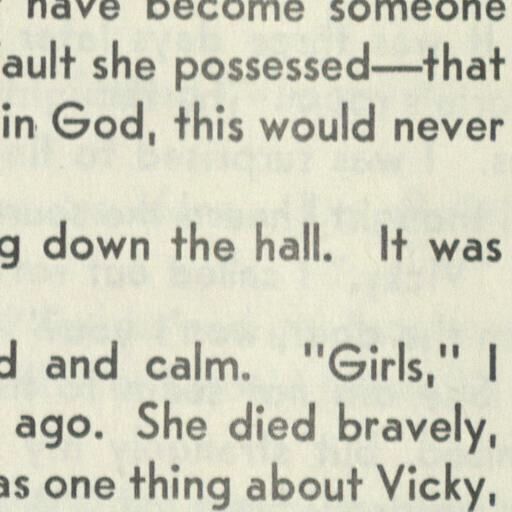 have become someone
ault she possessed—that
in God, this would never
g down the hall. It was
d and calm. "Girls," I
ago. She died bravely,
as one thing about Vicky,